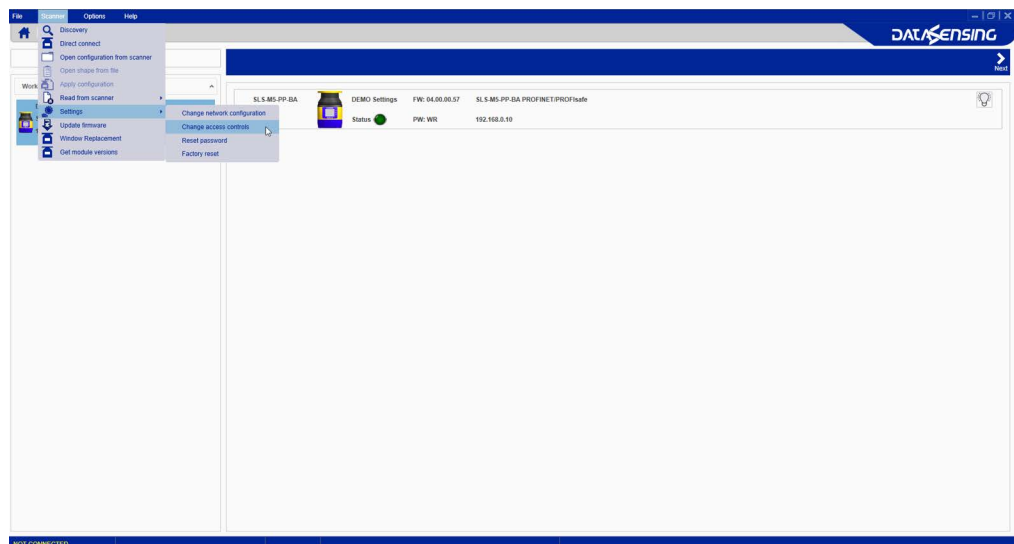 File Scanner Options Help
DATASENSING
Discovery
Direct connect
Open configuration from scanner
Open shape from file
Apply configuration
Read from scanner
Settings
Update firmware
Window Replacement
Get module versions
Change network configuration
Change access controls
Reset password
Factory reset
Next
Work
SLS-M5-PP-BA DEMO Settings FW: 04.00.00.57 SLS-M5-PP-BA PROFINET/PROFIsafe
Status PW: WR 192.168.0.10
NOT CONNECTED